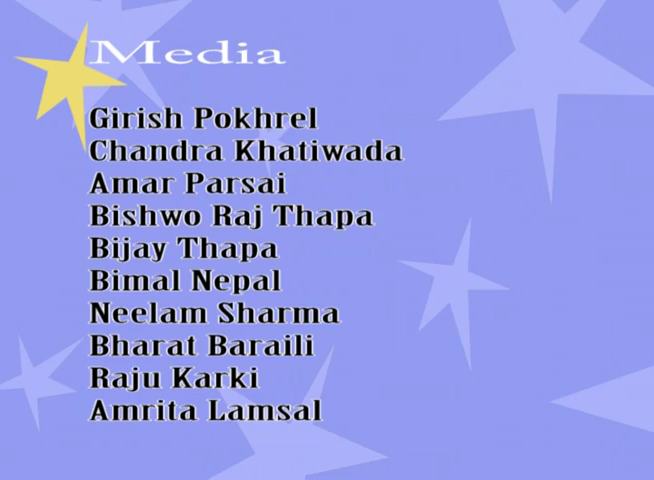 Media
Girish Pokhrel
Chandra Khatiwada
Amar Parsai
Bishwo Raj Thapa
Bijay Thapa
Bimal Nepal
Neelam Sharma
Bharat Baraili
Raju Karki
Amrita Lamsal